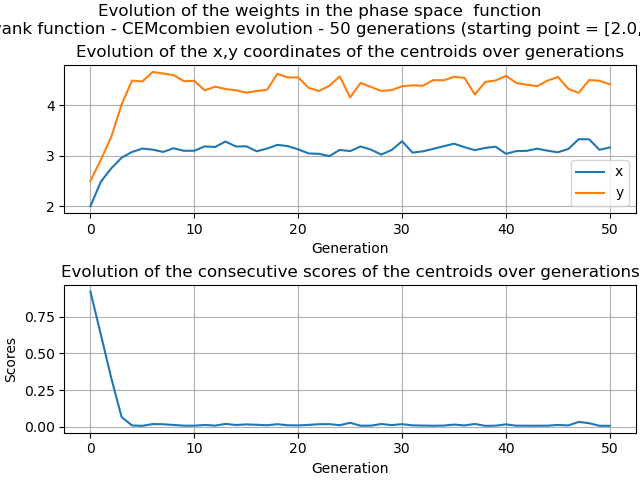 Evolution of the weights in the phase space function
function - CEMcombien evolution - 50 generations (starting point = [2.0,
Evolution of the x,y coordinates of the centroids over generations
4
3
2
x
y
0
10
20
30
40
50
Generation
Evolution of the consecutive scores of the centroids over generations
Scores
0.75
0.50
0.25
0.00
0
10
20
30
40
50
Generation